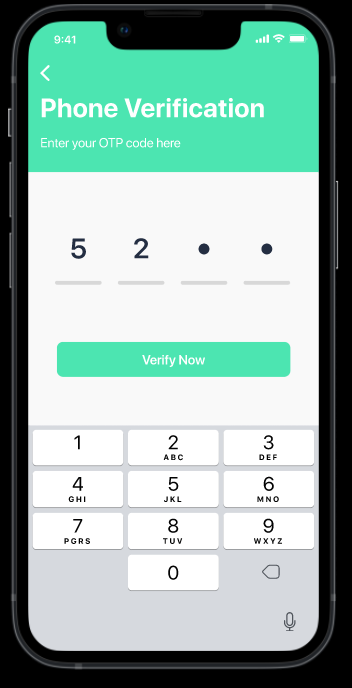 9:41
Phone Verification
Enter your OTP code here
5 2 • •
Verify Now
1 2 3
ABC DEF
4 5 6
GHI JKL MNO
7 8 9
PGRS TUV WXYZ
0